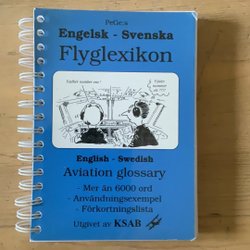 PeGe:s
Engelsk - Svenska
Flyglexikon
English - Swedish
Aviation glossary
- Mer än 6000 ord
- Användningsexempel
- Förkortningslista
Utgivet av KSAB